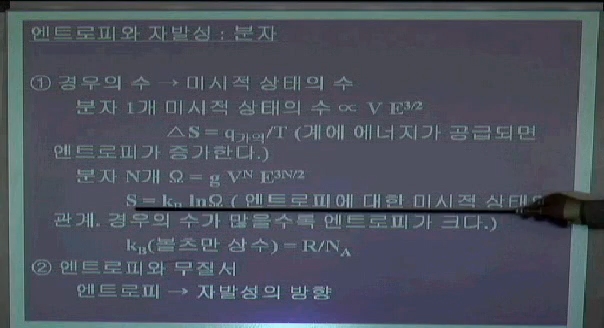 엔트로피와 자발성 : 분자
① 경우의 수 → 미시적 상태의 수
분자 1개 미시적 상태의 수 ∝ V E^3/2
△S = q가역/T (계에 에너지가 공급되면
엔트로피가 증가한다.)
분자 N개 Ω = g V^N E^3N/2
S = k_B lnΩ ( 엔트로피에 대한 미시적 상태의
관계. 경우의 수가 많을수록 엔트로피가 크다.)
k_B(볼츠만 상수) = R/N_A
② 엔트로피와 무질서
엔트로피 → 자발성의 방향